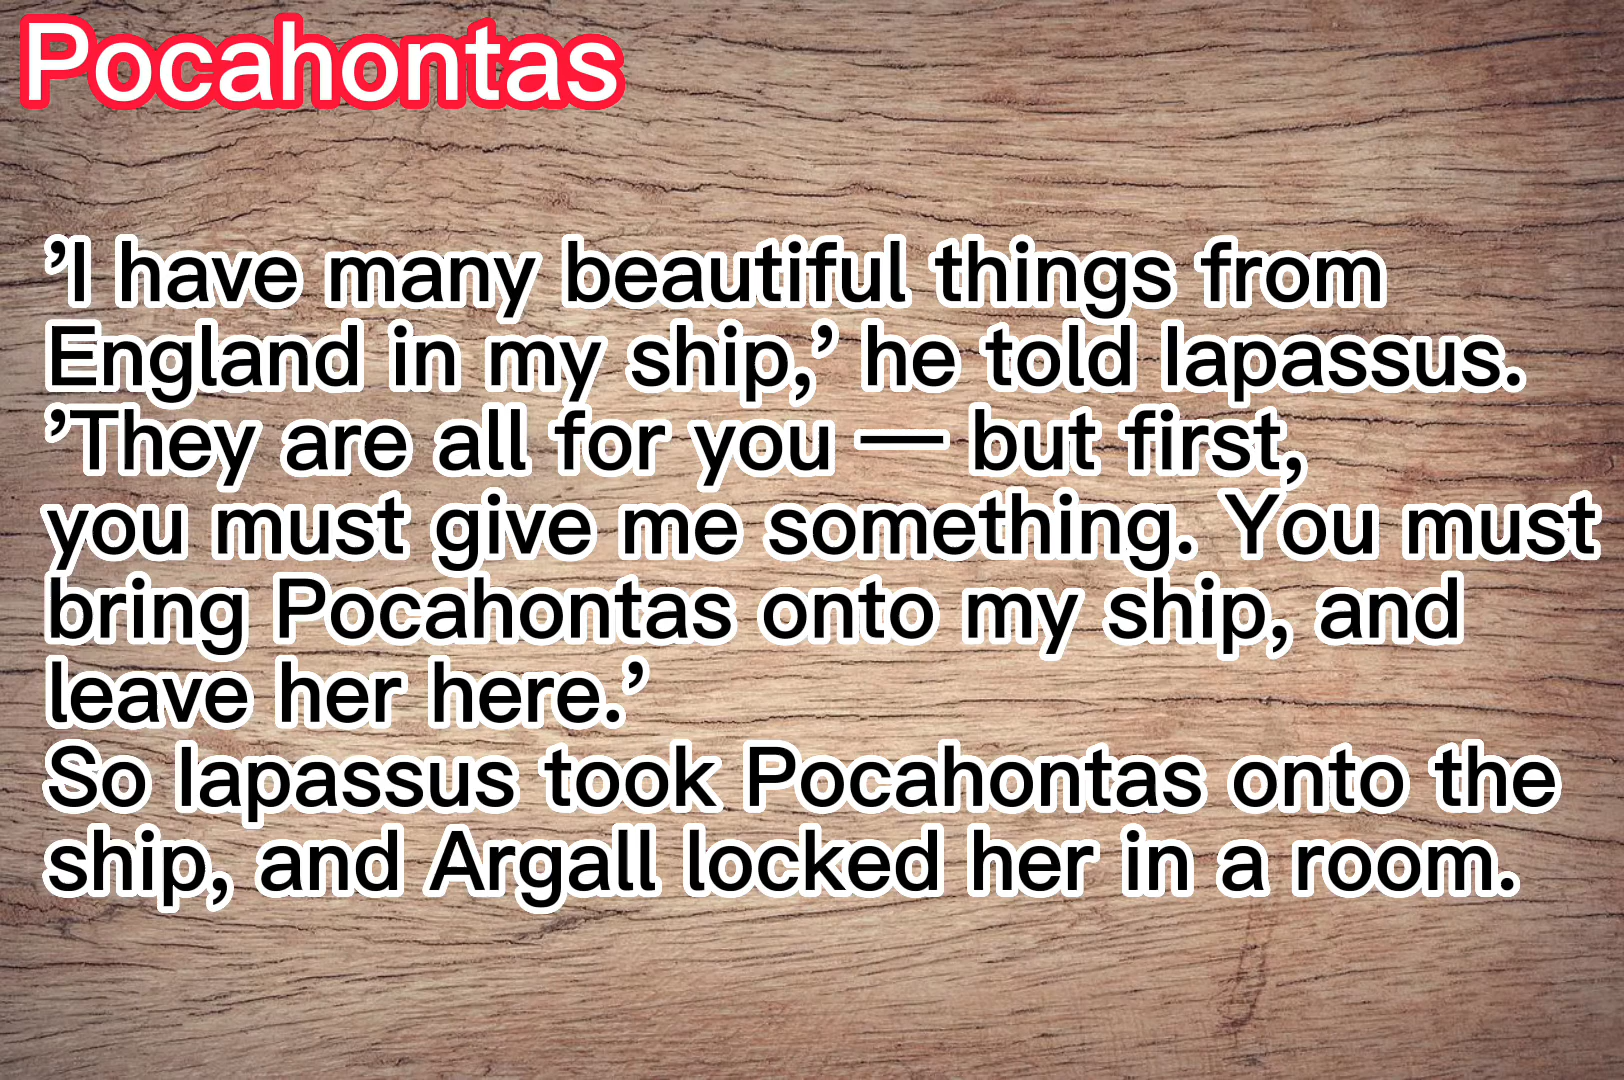 Pocahontas
’I have many beautiful things from
England in my ship,’ he told Iapassus.
’They are all for you — but first,
you must give me something. You must
bring Pocahontas onto my ship, and
leave her here.’
So Iapassus took Pocahontas onto the
ship, and Argall locked her in a room.